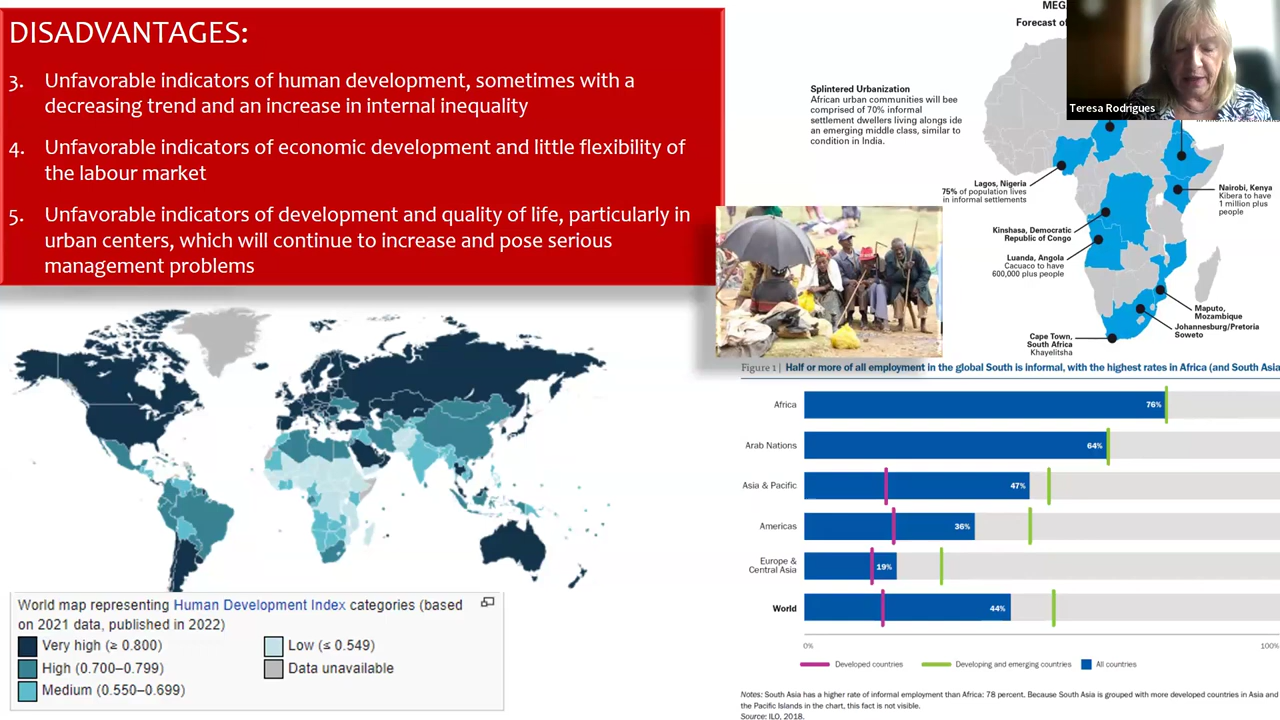 DISADVANTAGES:
3. Unfavorable indicators of human development, sometimes with a
decreasing trend and an increase in internal inequality
4. Unfavorable indicators of economic development and little flexibility of
the labour market
5. Unfavorable indicators of development and quality of life, particularly in
urban centers, which will continue to increase and pose serious
management problems
MEG
Forecast of
Teresa Rodrigues
Splintered Urbanization
African urban communities will bee
comprised of 70% informal
settlement dwellers living alongs ide
an emerging middle class, similar to
condition in India.
Lagos, Nigeria
75% of population lives
in informal settlements
Nairobi, Kenya
Kibera to have
1 million plus
people
Kinshasa, Democratic
Republic of Congo
Luanda, Angola
Cacuaco to have
600,000 plus people
Maputo,
Mozambique
Johannesburg/Pretoria
Soweto
Cape Town,
South Africa
Khayelitsha
Figure 1 | Half or more of all employment in the global South is informal, with the highest rates in Africa (and South Asia
Africa 76%
Arab Nations 64%
Asia & Pacific 47%
Americas 36%
Europe &
Central Asia 19%
World 44%
0% 100%
Developed countries Developing and emerging countries All countries
Notes: South Asia has a higher rate of informal employment than Africa: 78 percent. Because South Asia is grouped with more developed countries in Asia and
the Pacific Islands in the chart, this fact is not visible.
Source: ILO, 2018.
World map representing Human Development Index categories (based
on 2021 data, published in 2022)
Very high (≥ 0.800)
High (0.700–0.799)
Medium (0.550–0.699)
Low (≤ 0.549)
Data unavailable